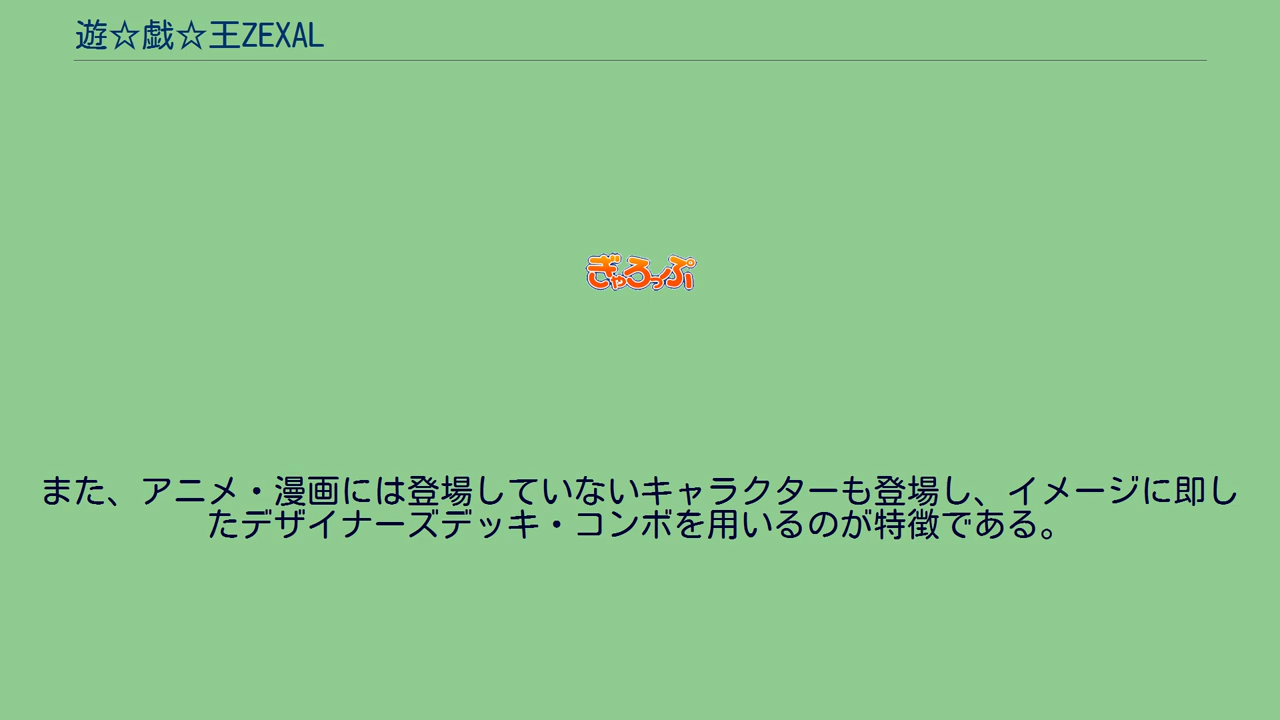 遊☆戯☆王ZEXAL
ぎゃろっぷ
また、アニメ・漫画には登場していないキャラクターも登場し、イメージに即し
たデザイナーズデッキ・コンボを用いるのが特徴である。